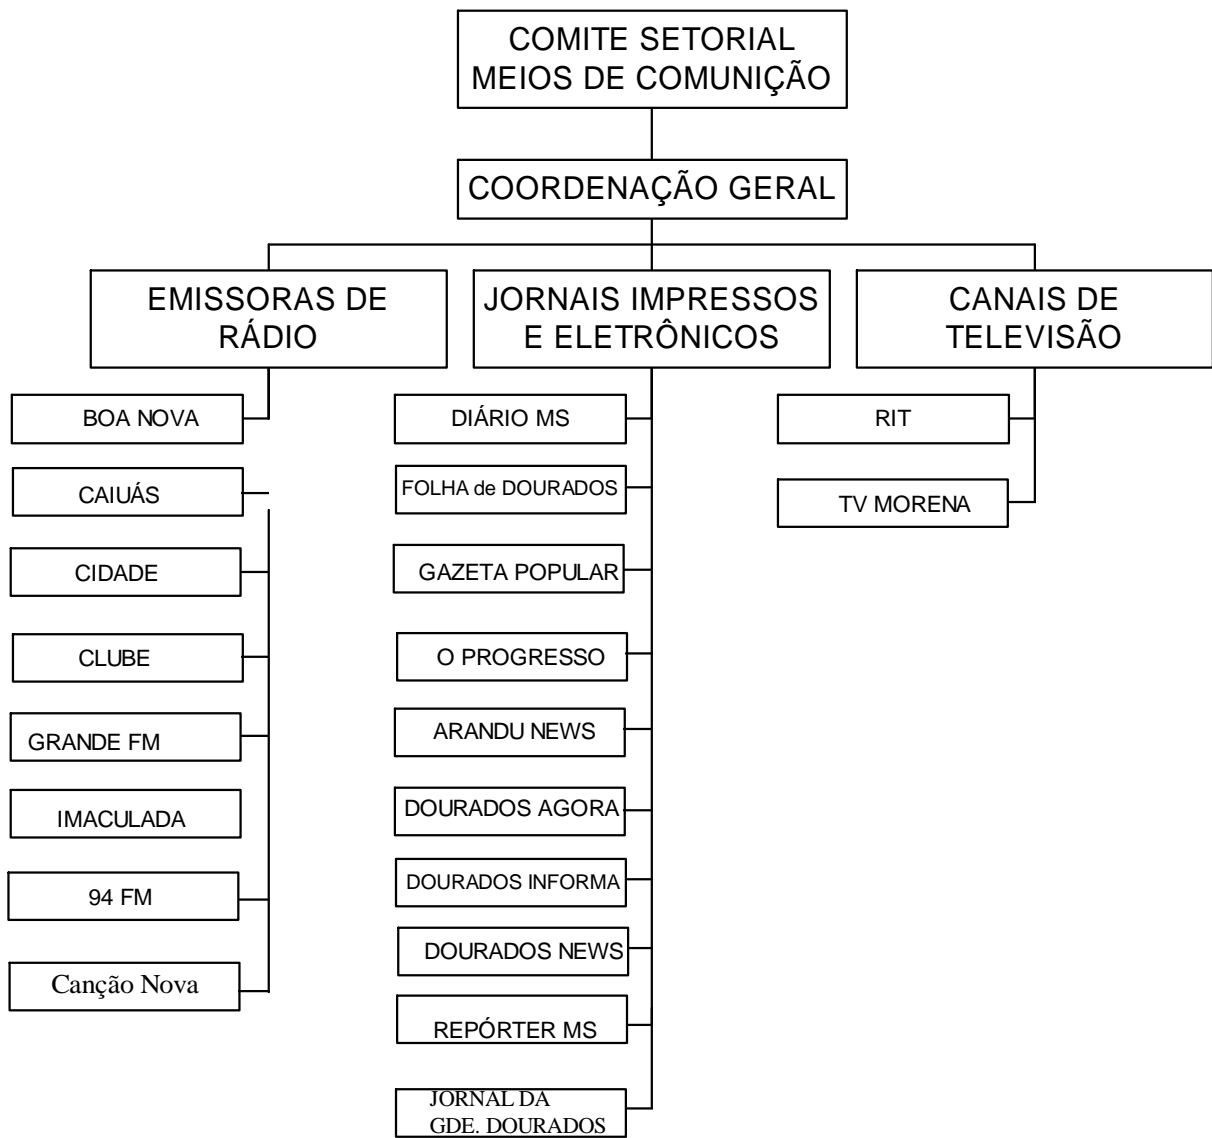 COMITE SETORIAL
MEIOS DE COMUNIÇÃO
COORDENAÇÃO GERAL
EMISSORAS DE
RÁDIO
JORNAIS IMPRESSOS
E ELETRÔNICOS
CANAIS DE
TELEVISÃO
BOA NOVA
CAIUÁS
CIDADE
CLUBE
GRANDE FM
IMACULADA
94 FM
Canção Nova
DIÁRIO MS
FOLHA de DOURADOS
GAZETA POPULAR
O PROGRESSO
ARANDU NEWS
DOURADOS AGORA
DOURADOS INFORMA
DOURADOS NEWS
REPÓRTER MS
JORNAL DA
GDE. DOURADOS
RIT
TV MORENA